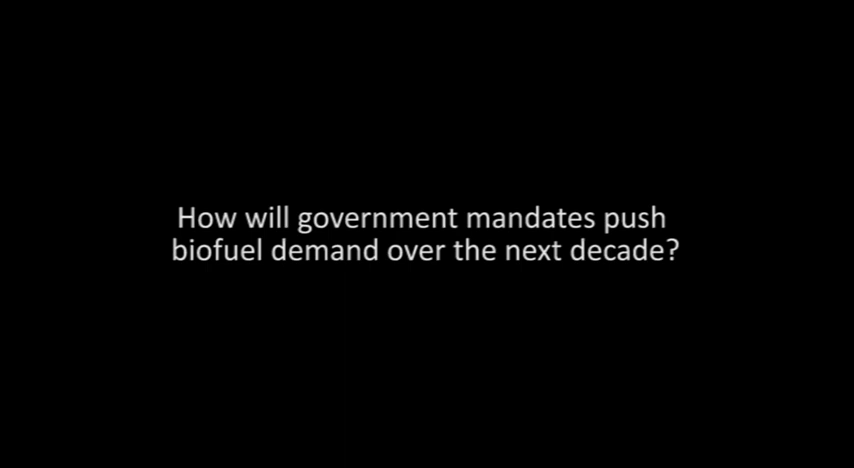 How will government mandates push
biofuel demand over the next decade?